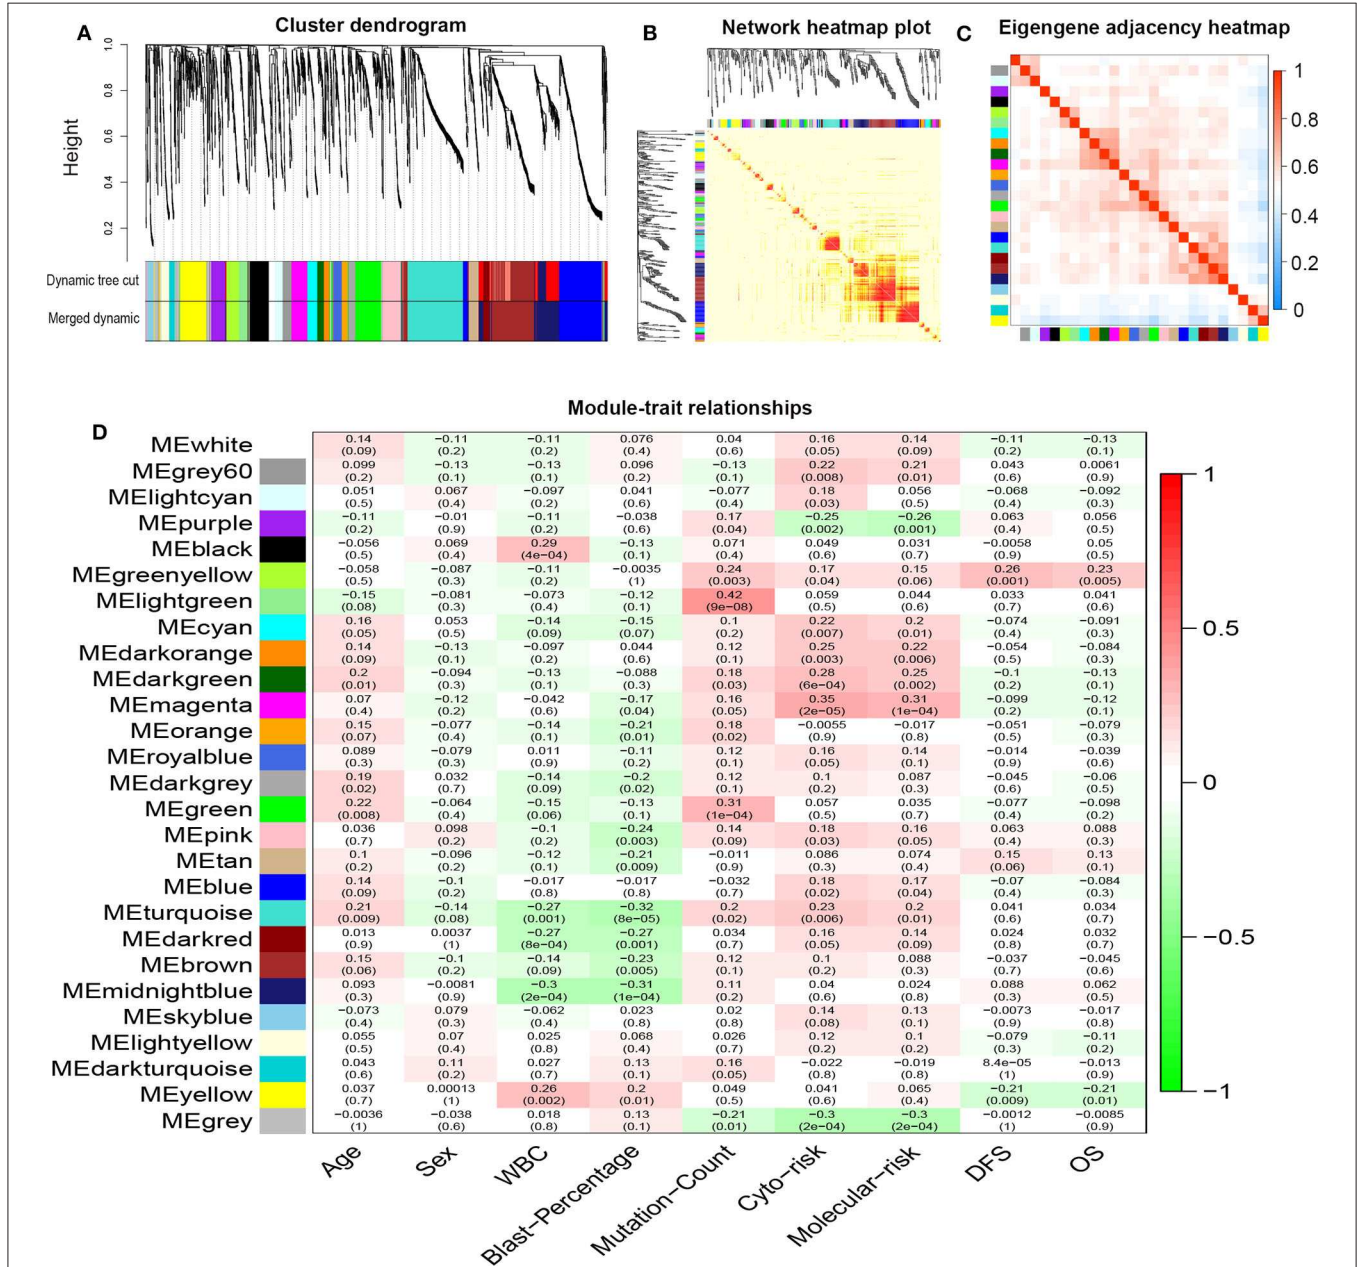 A
Cluster dendrogram
Height
1.0
0.8
0.6
0.4
0.2
Dynamic tree cut
Merged dynamic
B
Network heatmap plot
C
Eigengene adjacency heatmap
1
0.8
0.6
0.4
0.2
0
D
Module-trait relationships
MEwhite 0.14 −0.11 −0.11 0.076 0.04 0.16 0.14 −0.11 −0.13
(0.09) (0.2) (0.2) (0.4) (0.6) (0.05) (0.09) (0.2) (0.1)
MEgrey60 0.099 −0.13 −0.13 0.096 −0.13 0.22 0.21 0.043 0.0061
(0.2) (0.1) (0.1) (0.2) (0.1) (0.008) (0.01) (0.6) (0.9)
MElightcyan 0.051 0.067 −0.097 0.041 −0.077 0.18 0.056 −0.068 −0.092
(0.5) (0.4) (0.2) (0.6) (0.4) (0.03) (0.5) (0.4) (0.3)
MEpurple −0.11 −0.01 −0.11 −0.038 0.17 −0.25 −0.26 0.063 0.056
(0.2) (0.9) (0.2) (0.6) (0.04) (0.002) (0.001) (0.4) (0.5)
MEblack −0.056 0.069 0.29 −0.13 0.071 0.049 0.031 −0.0058 0.05
(0.5) (0.4) (4e−04) (0.1) (0.4) (0.6) (0.7) (0.9) (0.5)
MEgreenyellow −0.058 −0.087 −0.11 −0.0035 0.24 0.17 0.15 0.26 0.23
(0.5) (0.3) (0.2) (1) (0.003) (0.04) (0.06) (0.001) (0.005)
MElightgreen −0.15 −0.081 −0.073 −0.12 0.42 0.059 0.044 0.033 0.041
(0.08) (0.3) (0.4) (0.1) (9e−08) (0.5) (0.6) (0.7) (0.6)
MEcyan 0.16 0.053 −0.14 −0.15 0.1 0.22 0.2 −0.074 −0.091
(0.05) (0.5) (0.09) (0.07) (0.2) (0.007) (0.01) (0.4) (0.3)
MEdarkorange 0.14 −0.13 −0.097 0.044 0.12 0.25 0.22 −0.054 −0.084
(0.09) (0.1) (0.2) (0.6) (0.1) (0.003) (0.006) (0.5) (0.3)
MEdarkgreen 0.2 −0.094 −0.13 −0.088 0.18 0.28 0.25 −0.1 −0.13
(0.01) (0.3) (0.1) (0.3) (0.03) (6e−04) (0.002) (0.2) (0.1)
MEmagenta 0.07 −0.12 −0.042 −0.17 0.16 0.35 0.31 −0.099 −0.12
(0.4) (0.2) (0.6) (0.04) (0.05) (2e−05) (1e−04) (0.2) (0.1)
MEorange 0.15 −0.077 −0.14 −0.21 0.18 −0.0055 −0.017 −0.051 −0.079
(0.07) (0.4) (0.1) (0.01) (0.02) (0.9) (0.8) (0.5) (0.3)
MEroyalblue 0.089 −0.079 0.011 −0.11 0.12 0.16 0.14 −0.014 −0.039
(0.3) (0.3) (0.9) (0.2) (0.1) (0.05) (0.1) (0.9) (0.6)
MEdarkgrey 0.19 0.032 −0.14 −0.2 0.12 0.1 0.087 −0.045 −0.06
(0.02) (0.7) (0.09) (0.02) (0.1) (0.2) (0.3) (0.6) (0.5)
MEgreen 0.22 −0.064 −0.15 −0.13 0.31 0.057 0.035 −0.077 −0.098
(0.008) (0.4) (0.06) (0.1) (1e−04) (0.5) (0.7) (0.4) (0.2)
MEpink 0.036 0.098 −0.1 −0.24 0.14 0.18 0.16 0.063 0.088
(0.7) (0.2) (0.2) (0.003) (0.09) (0.03) (0.05) (0.4) (0.3)
MEtan 0.1 −0.096 −0.12 −0.21 −0.011 0.086 0.074 0.15 0.13
(0.2) (0.2) (0.1) (0.009) (0.9) (0.3) (0.4) (0.06) (0.1)
MEblue 0.14 −0.1 −0.017 −0.017 −0.032 0.18 0.17 −0.07 −0.084
(0.09) (0.2) (0.8) (0.8) (0.7) (0.02) (0.04) (0.4) (0.3)
MEturquoise 0.21 −0.14 −0.27 −0.32 0.2 0.23 0.2 0.041 0.034
(0.009) (0.08) (0.001) (8e−05) (0.02) (0.006) (0.01) (0.6) (0.7)
MEdarkred 0.013 0.0037 −0.27 −0.27 0.034 0.16 0.14 0.024 0.032
(0.9) (1) (8e−04) (0.001) (0.7) (0.05) (0.09) (0.8) (0.7)
MEbrown 0.15 −0.1 −0.14 −0.23 0.12 0.1 0.088 −0.037 −0.045
(0.06) (0.2) (0.09) (0.005) (0.1) (0.2) (0.3) (0.7) (0.6)
MEmidnightblue 0.093 −0.0081 −0.3 −0.31 0.11 0.04 0.024 0.088 0.062
(0.3) (0.9) (2e−04) (1e−04) (0.2) (0.6) (0.8) (0.3) (0.5)
MEskyblue −0.073 0.079 −0.062 0.023 0.02 0.14 0.13 −0.0073 −0.017
(0.4) (0.3) (0.4) (0.8) (0.8) (0.08) (0.1) (0.9) (0.8)
MElightyellow 0.055 0.07 0.025 0.068 0.026 0.12 0.12 −0.079 −0.11
(0.5) (0.4) (0.8) (0.4) (0.7) (0.2) (0.2) (0.3) (0.2)
MEdarkturquoise 0.043 0.11 0.027 0.13 0.16 −0.022 −0.019 8.4e−05 −0.013
(0.6) (0.2) (0.7) (0.1) (0.05) (0.8) (0.8) (1) (0.9)
MEyellow 0.037 0.00013 0.26 0.2 0.049 0.041 0.065 −0.21 −0.21
(0.7) (1) (0.002) (0.01) (0.5) (0.6) (0.4) (0.009) (0.01)
MEgrey −0.0036 −0.038 0.018 0.13 −0.21 −0.3 −0.3 −0.0012 −0.0085
(1) (0.6) (0.8) (0.1) (0.01) (2e−04) (2e−04) (1) (0.9)
Age Sex WBC Blast−Percentage Mutation−Count Cyto−risk Molecular−risk DFS OS
1
0.5
0
−0.5
−1